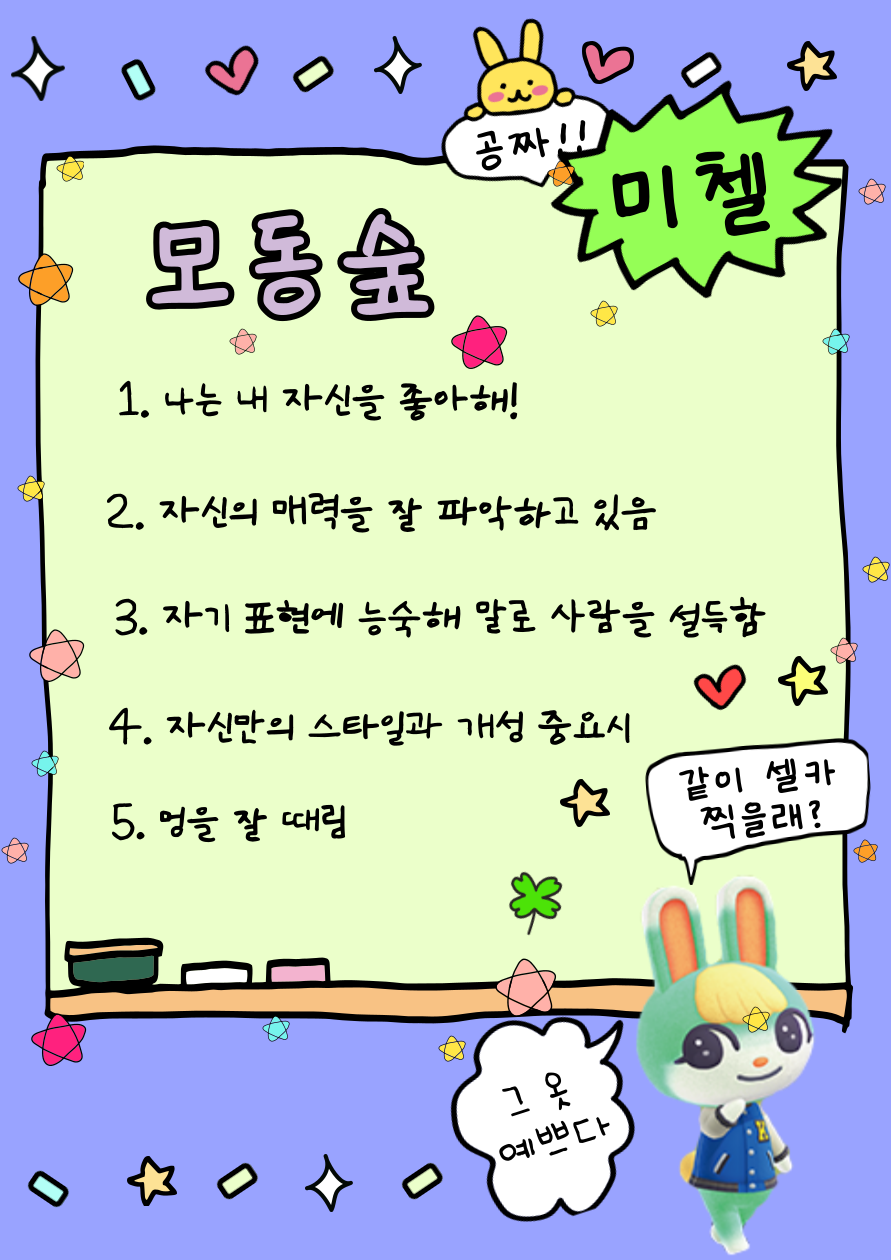 공짜!!
미첼
모동숲
1. 나는 내 자신을 좋아해!
2. 자신의 매력을 잘 파악하고 있음
3. 자기 표현에 능숙해 말로 사람을 설득함
4. 자신만의 스타일과 개성 중요시
5. 멍을 잘 때림
같이 셀카
찍을래?
그 옷
예쁘다
K